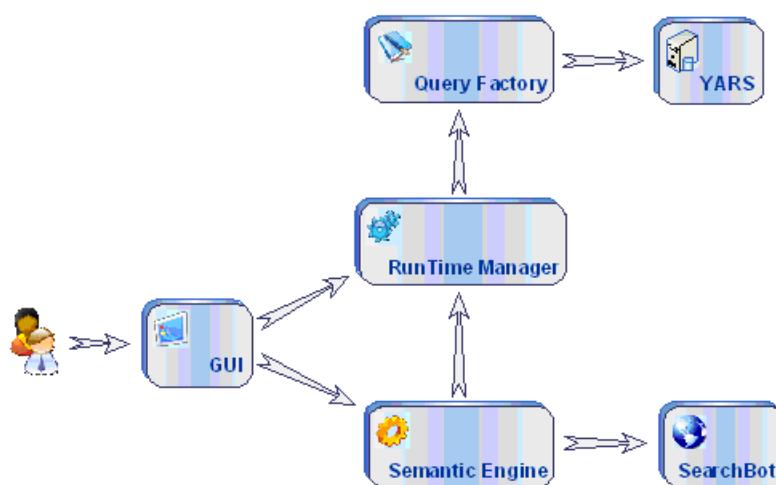 Query Factory
YARS
RunTime Manager
GUI
Semantic Engine
SearchBot